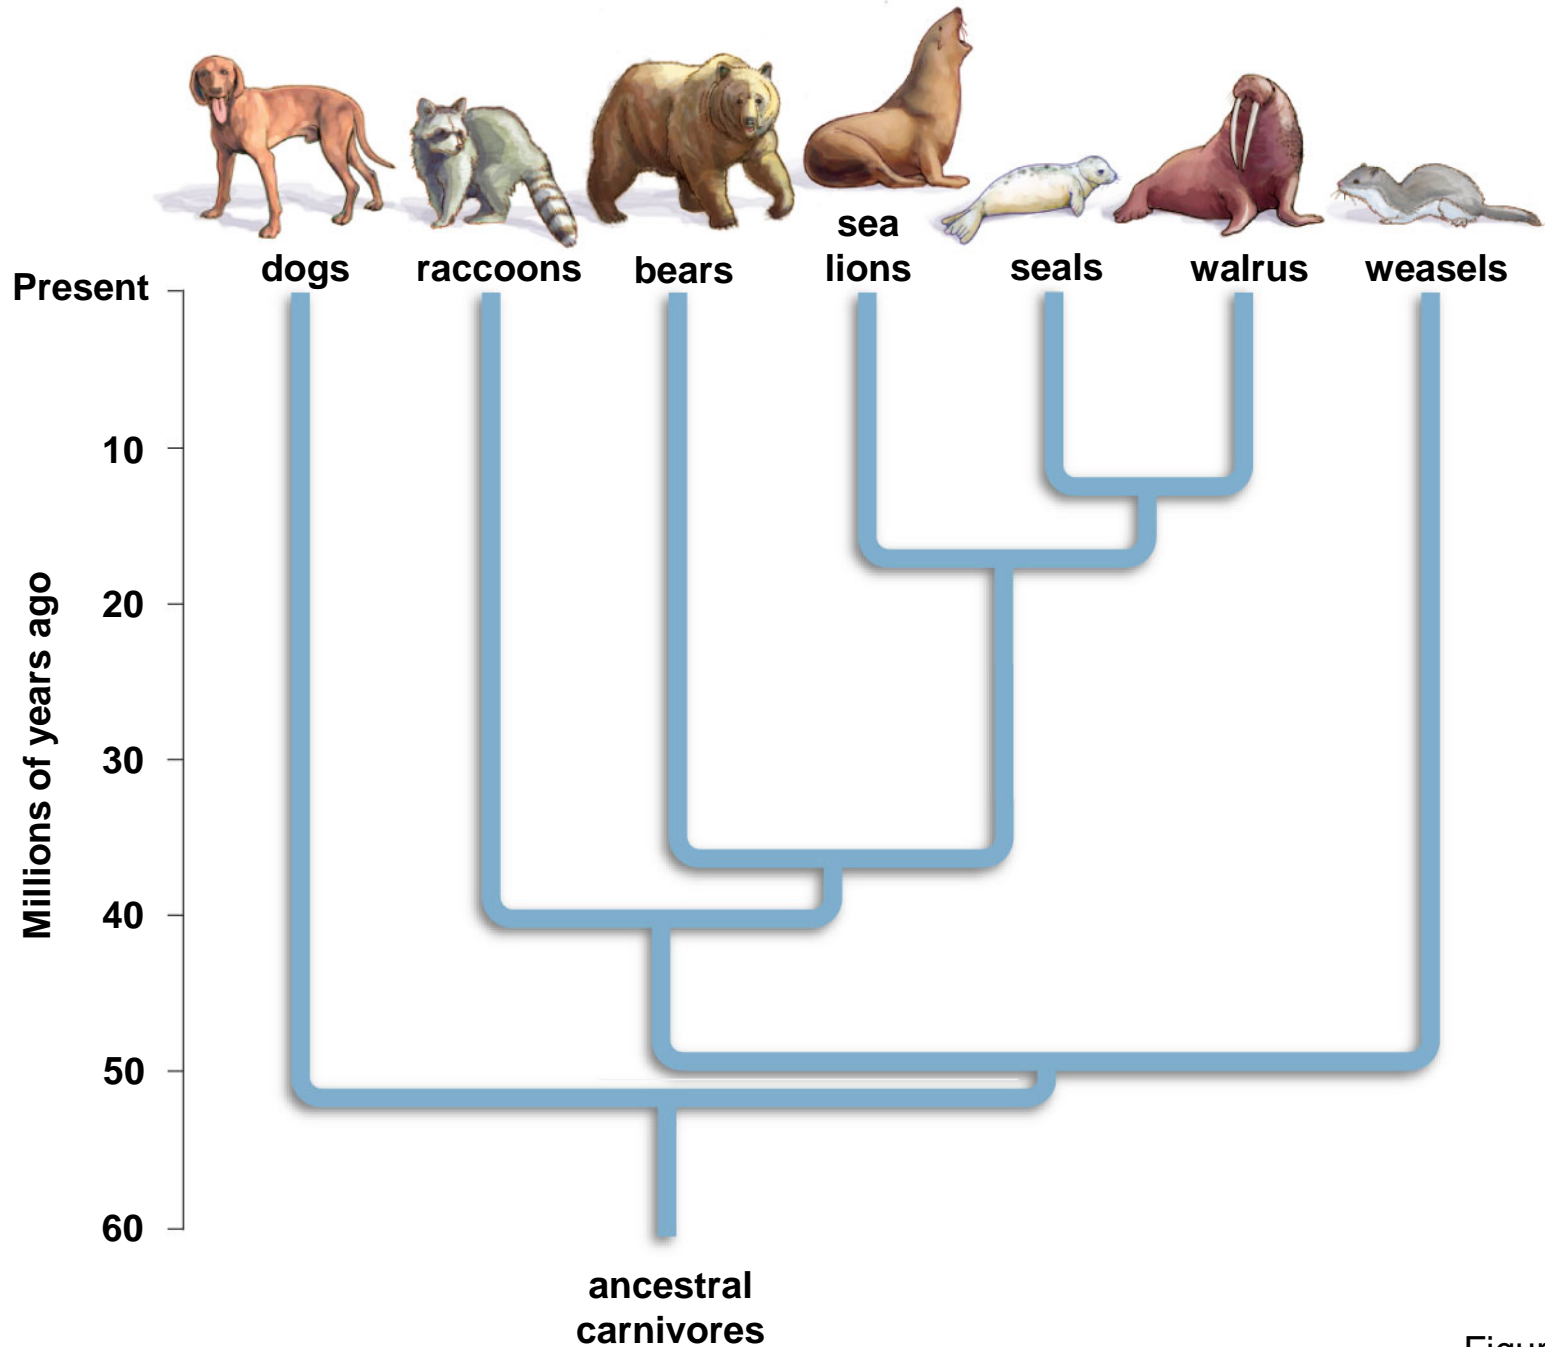 sea
dogs raccoons bears lions seals walrus weasels
Present
10
20
30
40
50
60
Millions of years ago
ancestral
carnivores